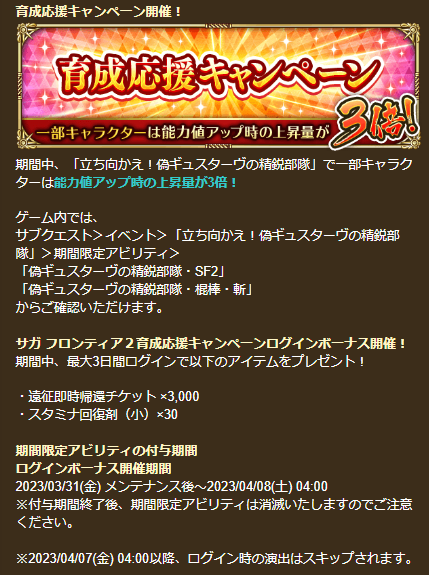 育成応援キャンペーン開催！
育成応援キャンペーン
一部キャラクターは能力値アップ時の上昇量が3倍!
期間中、「立ち向かえ！偽ギュスターヴの精鋭部隊」で一部キャラク
ターは能力値アップ時の上昇量が3倍！
ゲーム内では、
サブクエスト＞イベント＞「立ち向かえ！偽ギュスターヴの精鋭部
隊」＞期間限定アビリティ＞
「偽ギュスターヴの精鋭部隊・SF2」
「偽ギュスターヴの精鋭部隊・棍棒・斬」
からご確認いただけます。
サガ フロンティア２育成応援キャンペーンログインボーナス開催！
期間中、最大3日間ログインで以下のアイテムをプレゼント！
・遠征即時帰還チケット ×3,000
・スタミナ回復剤（小）×30
期間限定アビリティの付与期間
ログインボーナス開催期間
2023/03/31(金) メンテナンス後～2023/04/08(土) 04:00
※付与期間終了後、期間限定アビリティは消滅いたしますのでご注意
ください。
※2023/04/07(金) 04:00以降、ログイン時の演出はスキップされます。